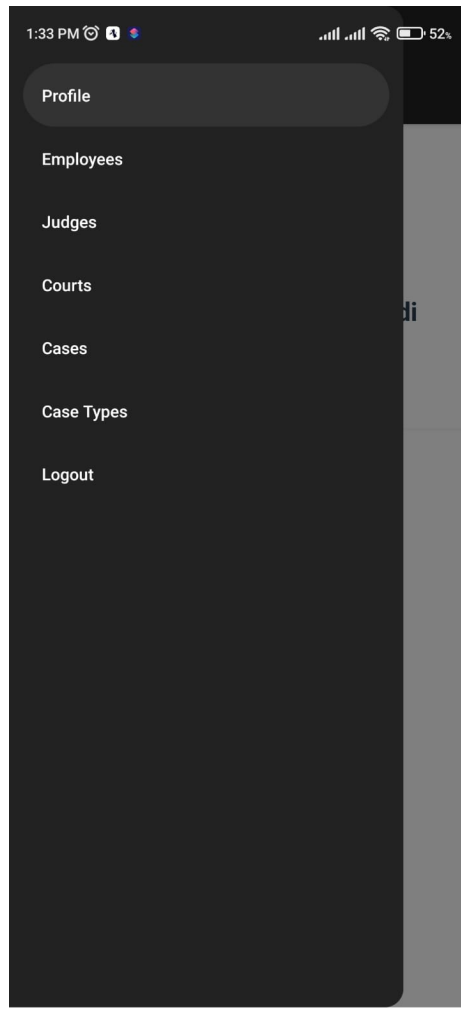 1:33 PM 52%
Profile
Employees
Judges
Courts
di
Cases
Case Types
Logout